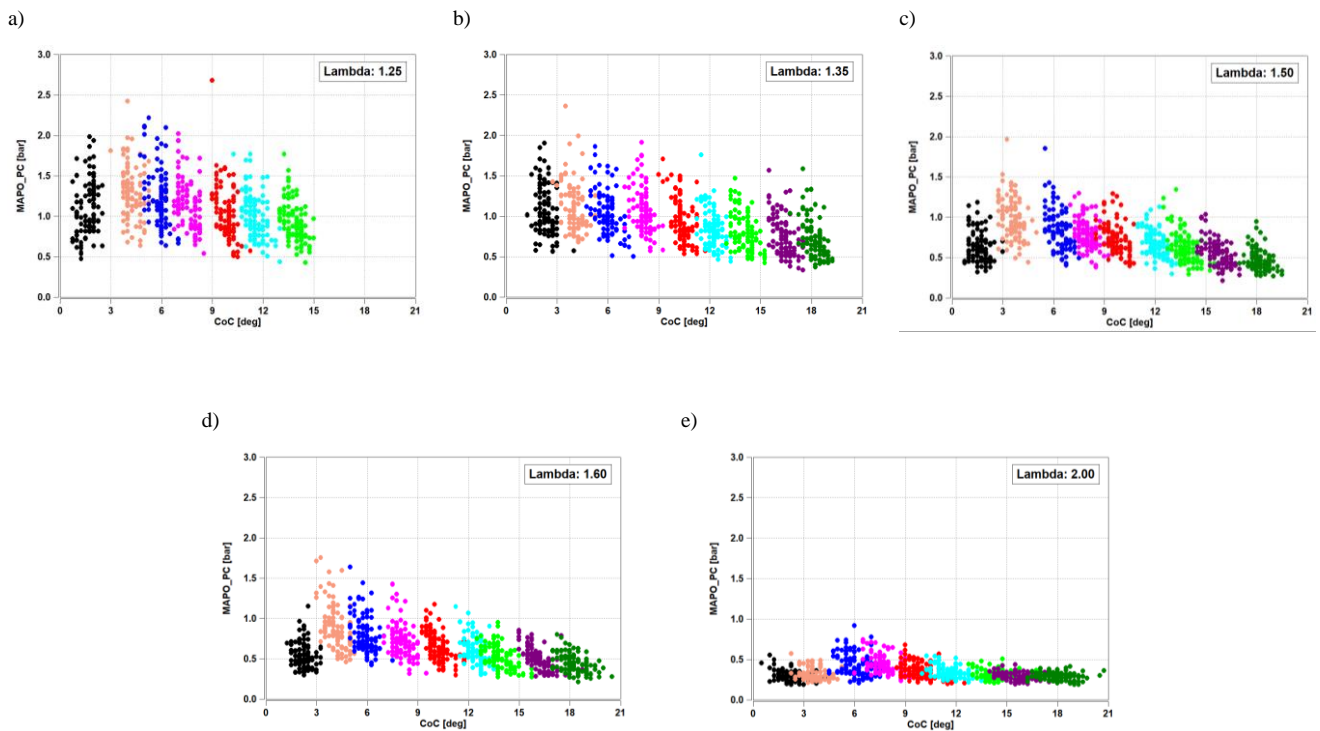 a)
b)
c)
Lambda: 1.25
Lambda: 1.35
Lambda: 1.50
MAPO_PC [bar]
3.0
2.5
2.0
1.5
1.0
0.5
0.0
0 3 6 9 12 15 18 21
CoC [deg]
MAPO_PC [bar]
3.0
2.5
2.0
1.5
1.0
0.5
0.0
0 3 6 9 12 15 18 21
CoC [deg]
MAPO_PC [bar]
3.0
2.5
2.0
1.5
1.0
0.5
0.0
0 3 6 9 12 15 18 21
CoC [deg]
d)
e)
Lambda: 1.60
Lambda: 2.00
MAPO_PC [bar]
3.0
2.5
2.0
1.5
1.0
0.5
0.0
0 3 6 9 12 15 18 21
CoC [deg]
MAPO_PC [bar]
3.0
2.5
2.0
1.5
1.0
0.5
0.0
0 3 6 9 12 15 18 21
CoC [deg]